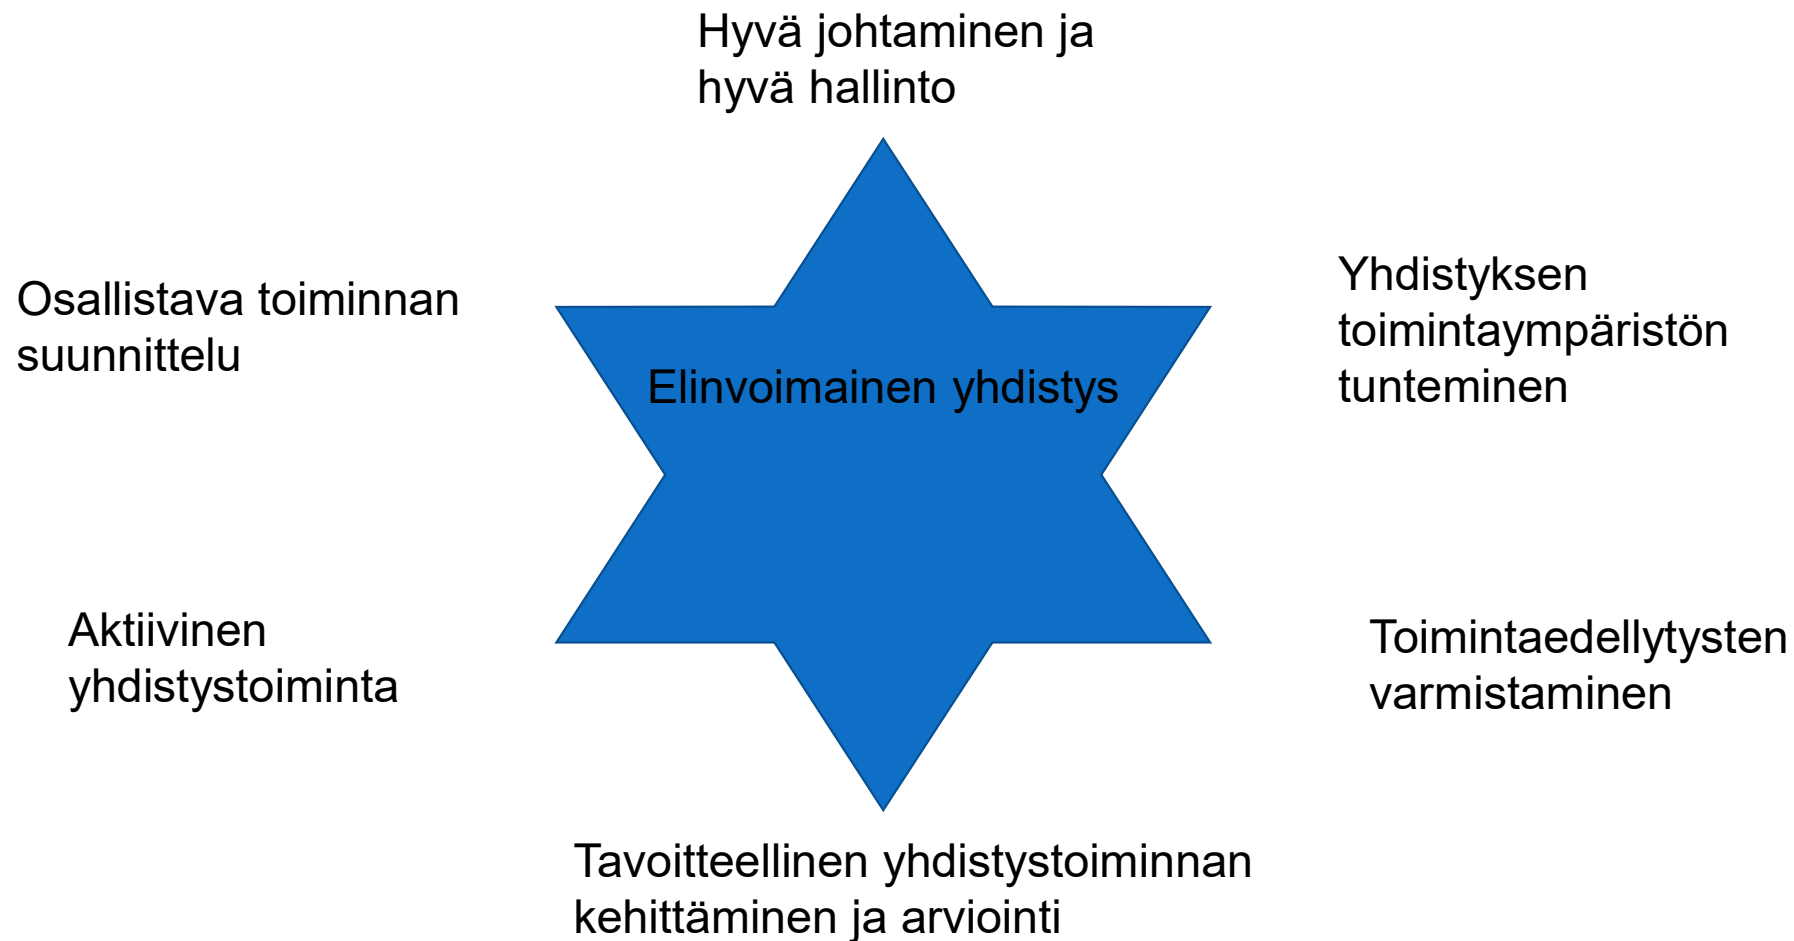 Hyvä johtaminen ja
hyvä hallinto
Osallistava toiminnan
suunnittelu
Yhdistyksen
toimintaympäristön
tunteminen
Elinvoimainen yhdistys
Aktiivinen
yhdistystoiminta
Toimintaedellytysten
varmistaminen
Tavoitteellinen yhdistystoiminnan
kehittäminen ja arviointi